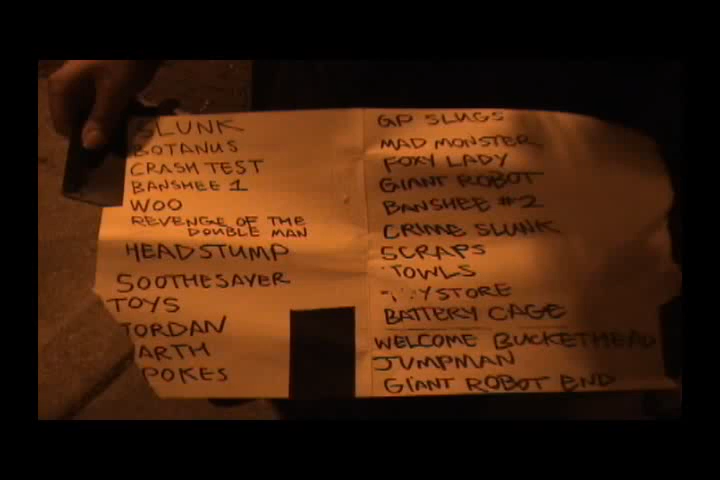 SLUNK
BOTANUS
CRASH TEST
BANSHEE 1
WOO
REVENGE OF THE
DOUBLE MAN
HEADSTUMP
SOOTHESAYER
TOYS
JORDAN
ARTH
POKES
GP SLUGS
MAD MONSTER
FOXY LADY
GIANT ROBOT
BANSHEE #2
CRIME SLUNK
SCRAPS
TOWLS
YSTORE
BATTERY CAGE
WELCOME BUCKETHEAD
JUMPMAN
GIANT ROBOT END